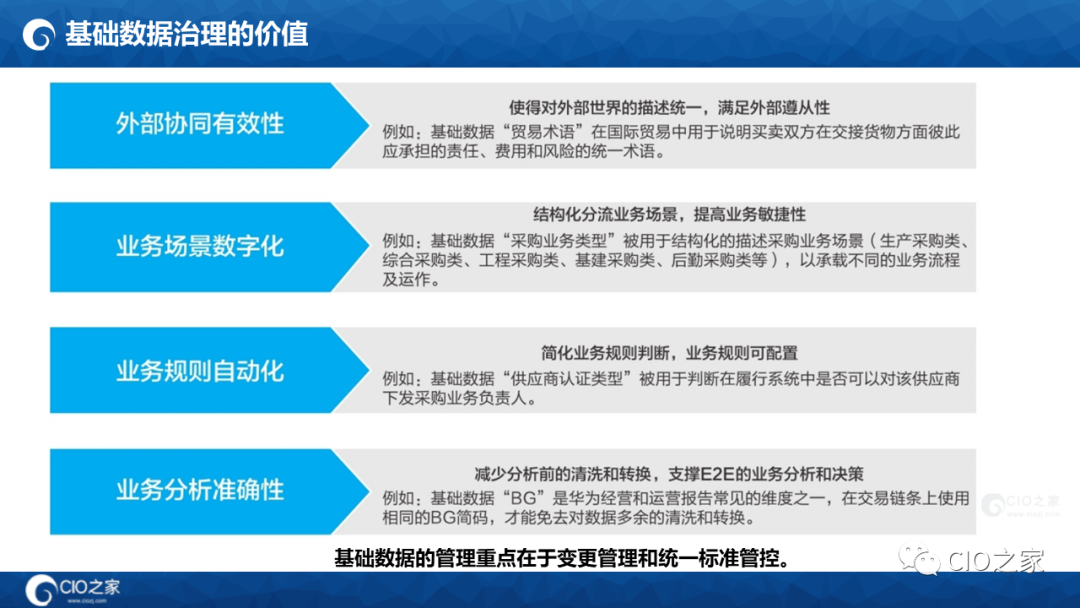 基础数据治理的价值
外部协同有效性
使得对外部世界的描述统一，满足外部遵从性
例如：基础数据“贸易术语”在国际贸易中用于说明买卖双方在交接货物方面彼此
应承担的责任、费用和风险的统一术语。
业务场景数字化
结构化分流业务场景，提高业务敏捷性
例如：基础数据“采购业务类型”被用于结构化的描述采购业务场景（生产采购类、
综合采购类、工程采购类、基建采购类、后勤采购类等），以承载不同的业务流程
及运作。
业务规则自动化
简化业务规则判断，业务规则可配置
例如：基础数据“供应商认证类型”被用于判断在履行系统中是否可以对该供应商
下发采购业务负责人。
业务分析准确性
减少分析前的清洗和转换，支撑E2E的业务分析和决策
例如：基础数据“BG”是华为经营和运营报告常见的维度之一，在交易链条上使用
相同的BG简码，才能免去对数据多余的清洗和转换。
CIO之家
www.ciozj.com
基础数据的管理重点在于变更管理和统一标准管控。
CIO之家
CIO之家
www.ciozj.com